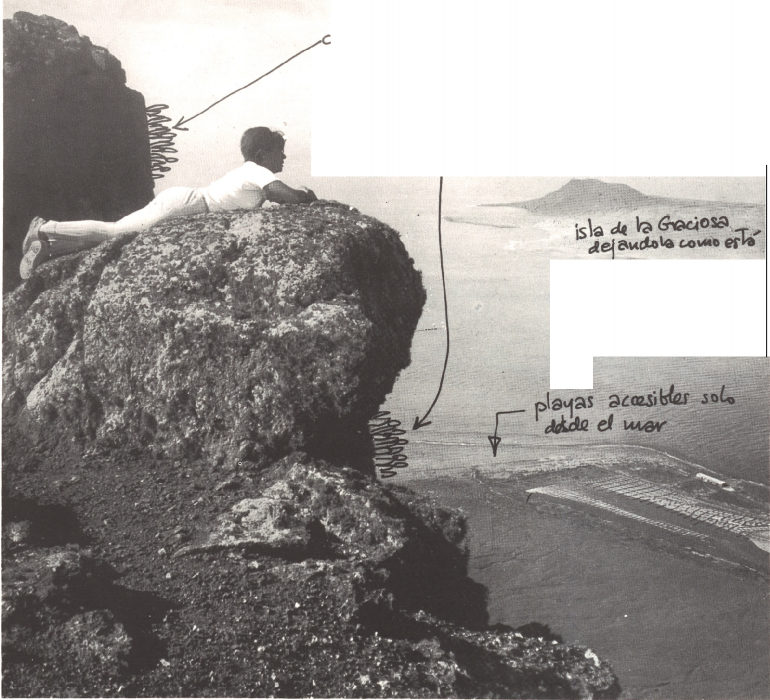 isla de la Graciosa
dejandola como está
playas accesibles solo
desde el mar